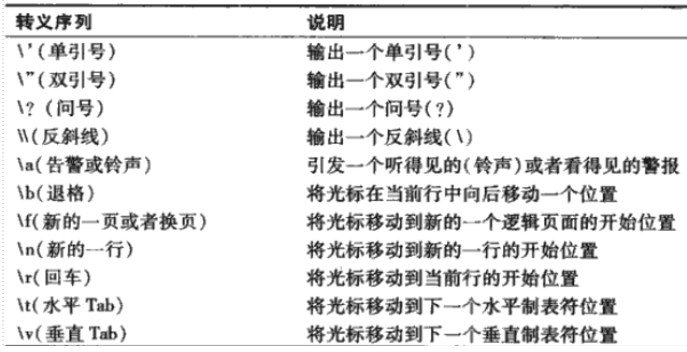 转义序列 说明
\'(单引号) 输出一个单引号(')
\"(双引号) 输出一个双引号(")
\? (问号) 输出一个问号(?)
\\(反斜线) 输出一个反斜线(\)
\a(告警或铃声) 引发一个听得见的(铃声)或者看得见的警报
\b(退格) 将光标在当前行中向后移动一个位置
\f(新的一页或者换页) 将光标移动到新的一个逻辑页面的开始位置
\n(新的一行) 将光标移动到新的一行的开始位置
\r(回车) 将光标移动到当前行的开始位置
\t(水平 Tab) 将光标移动到下一个水平制表符位置
\v(垂直 Tab) 将光标移动到下一个垂直制表符位置